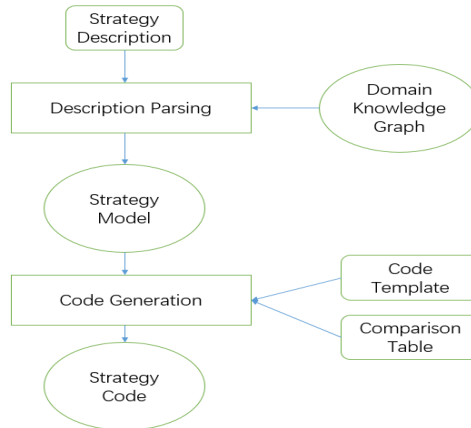 Strategy
Description
Description Parsing
Domain
Knowledge
Graph
Strategy
Model
Code Generation
Code
Template
Comparison
Table
Strategy
Code